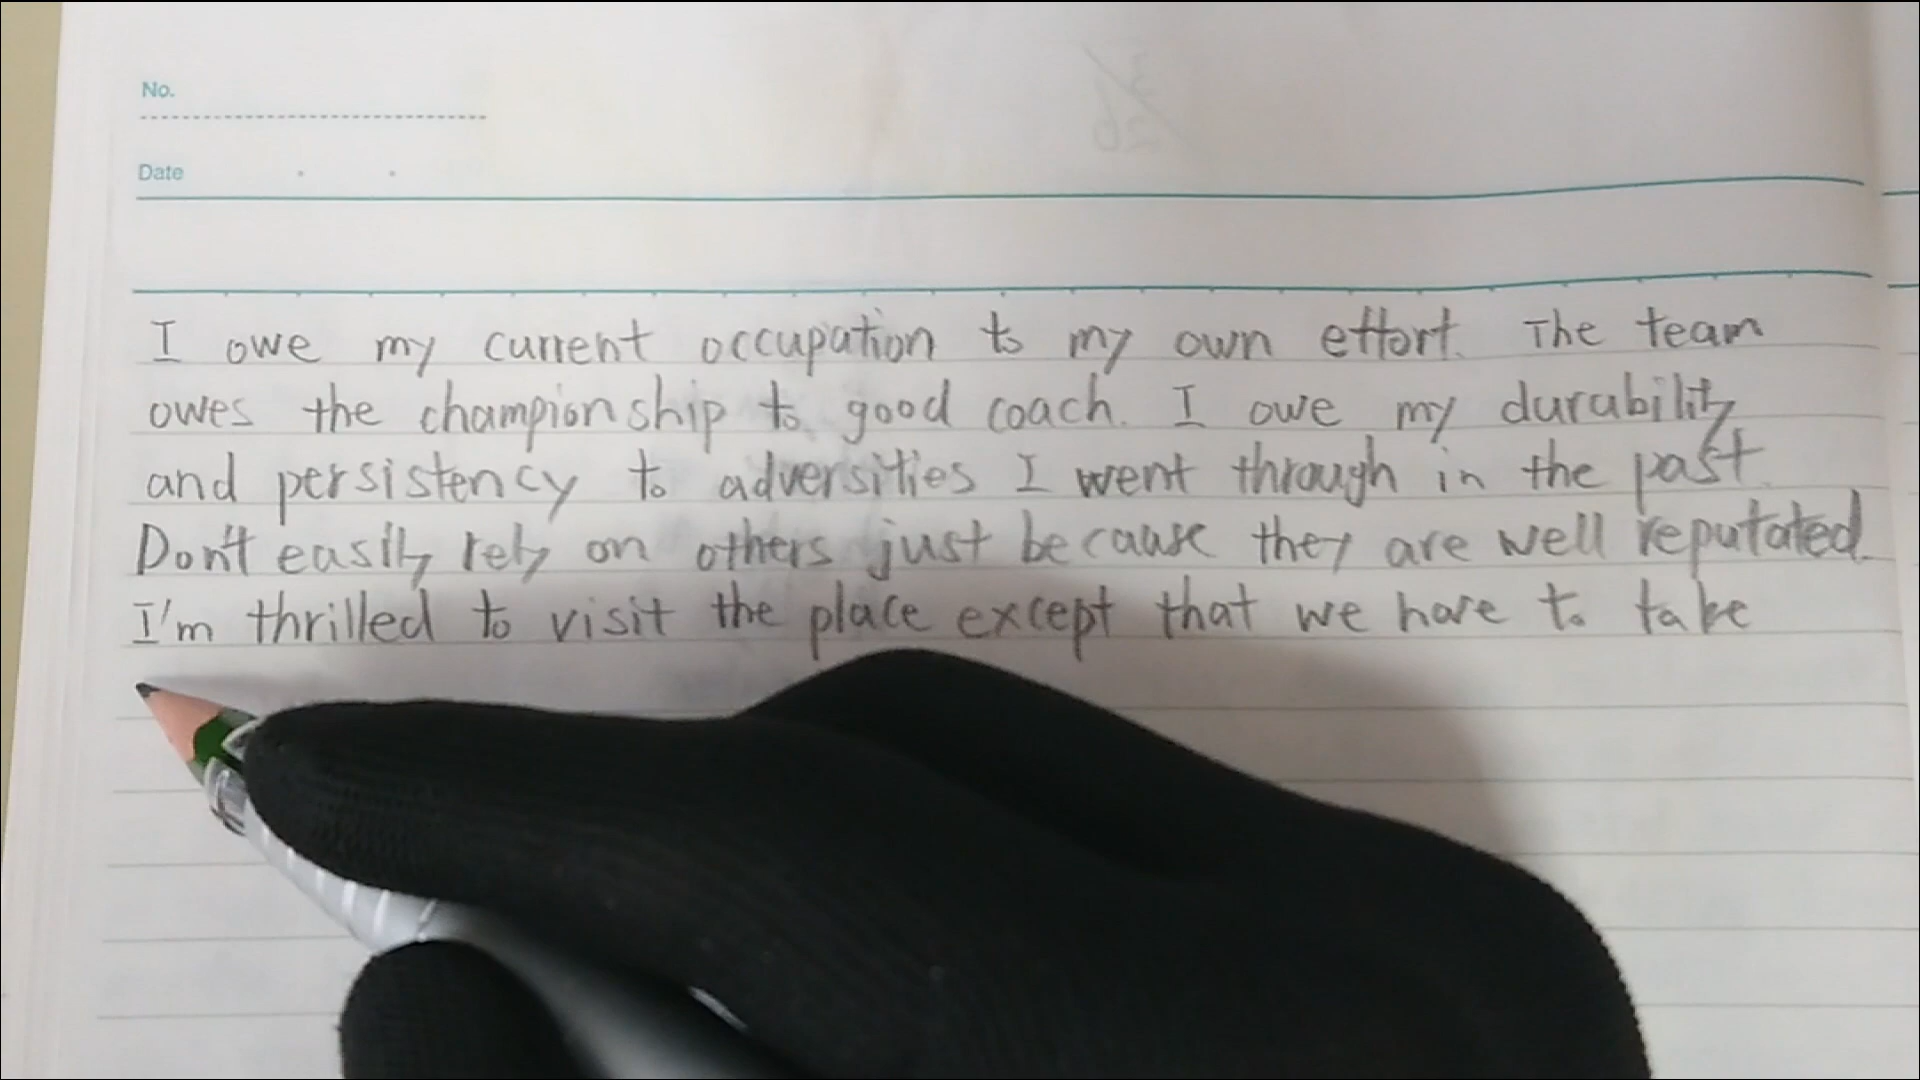 No.
Date
I owe my current occupation to my own effort. The team
owes the championship to good coach. I owe my durability
and persistency to adversities I went through in the past.
Don't easily rely on others just because they are well reputated.
I'm thrilled to visit the place except that we have to take